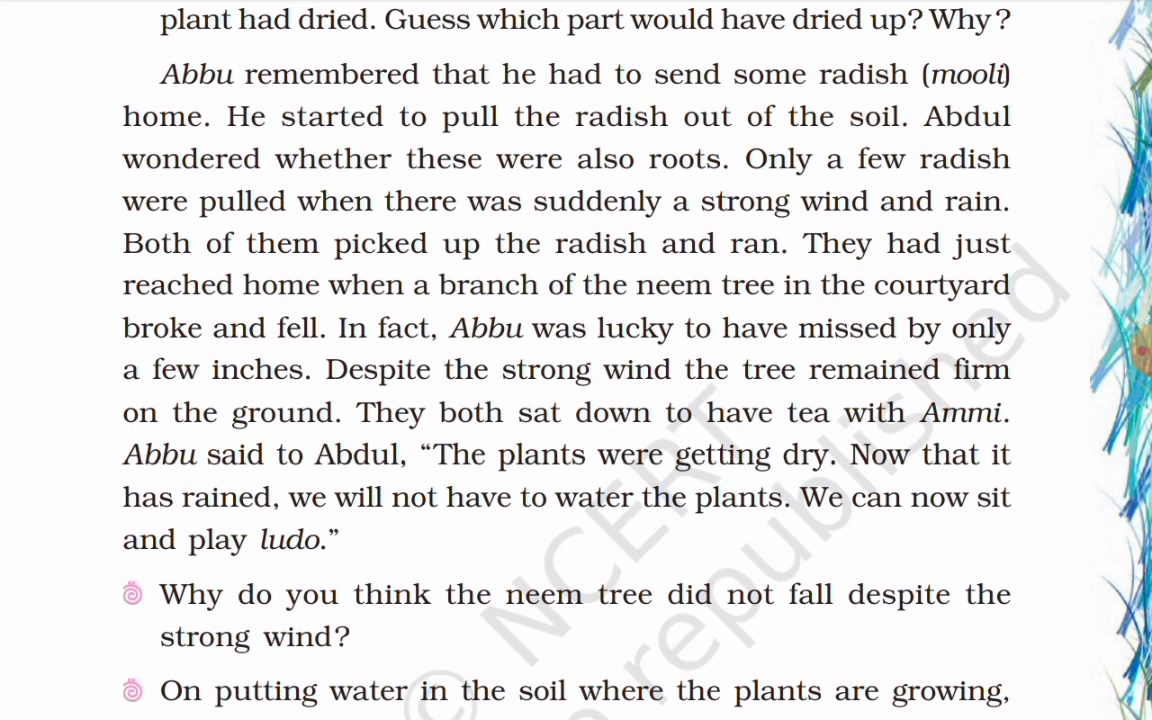 plant had dried. Guess which part would have dried up? Why?
Abbu remembered that he had to send some radish (mooli)
home. He started to pull the radish out of the soil. Abdul
wondered whether these were also roots. Only a few radish
were pulled when there was suddenly a strong wind and rain.
Both of them picked up the radish and ran. They had just
reached home when a branch of the neem tree in the courtyard
broke and fell. In fact, Abbu was lucky to have missed by only
a few inches. Despite the strong wind the tree remained firm
on the ground. They both sat down to have tea with Ammi.
Abbu said to Abdul, “The plants were getting dry. Now that it
has rained, we will not have to water the plants. We can now sit
and play ludo.”
Why do you think the neem tree did not fall despite the
strong wind?
On putting water in the soil where the plants are growing,
© NCERT
republished